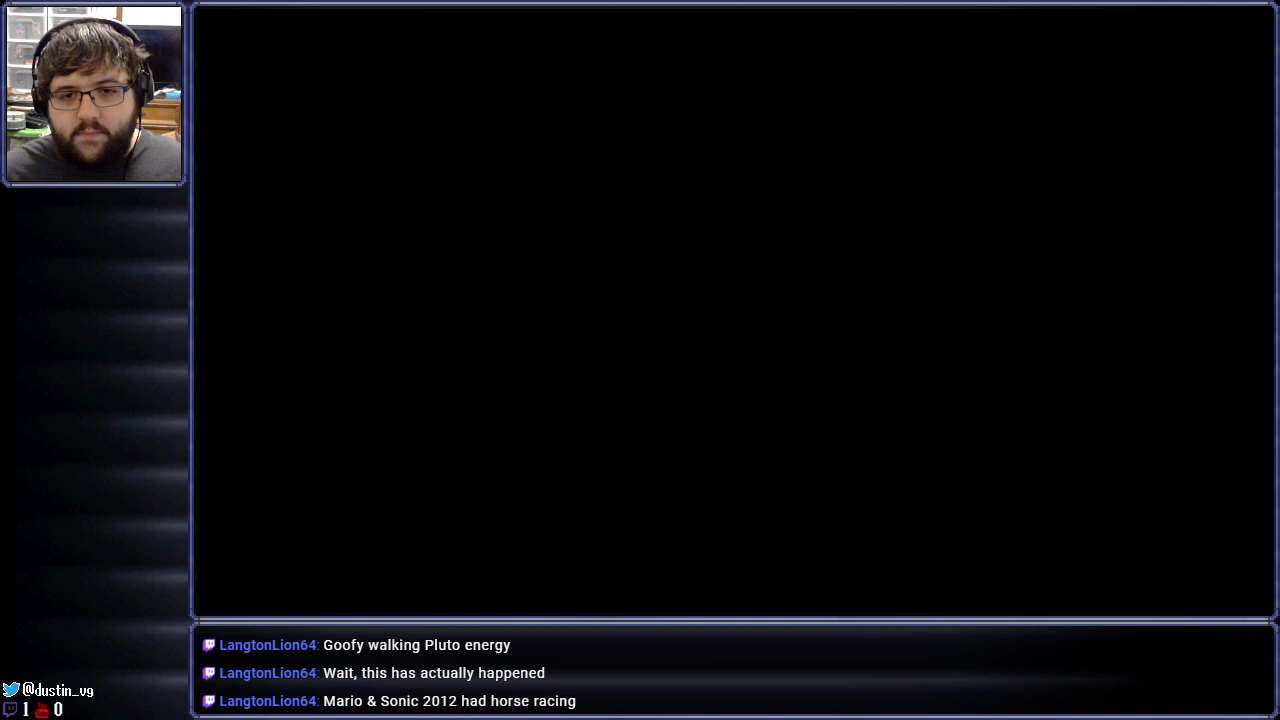 LangtonLion64: Goofy walking Pluto energy
LangtonLion64: Wait, this has actually happened
LangtonLion64: Mario & Sonic 2012 had horse racing
@dustin_vg
1 0